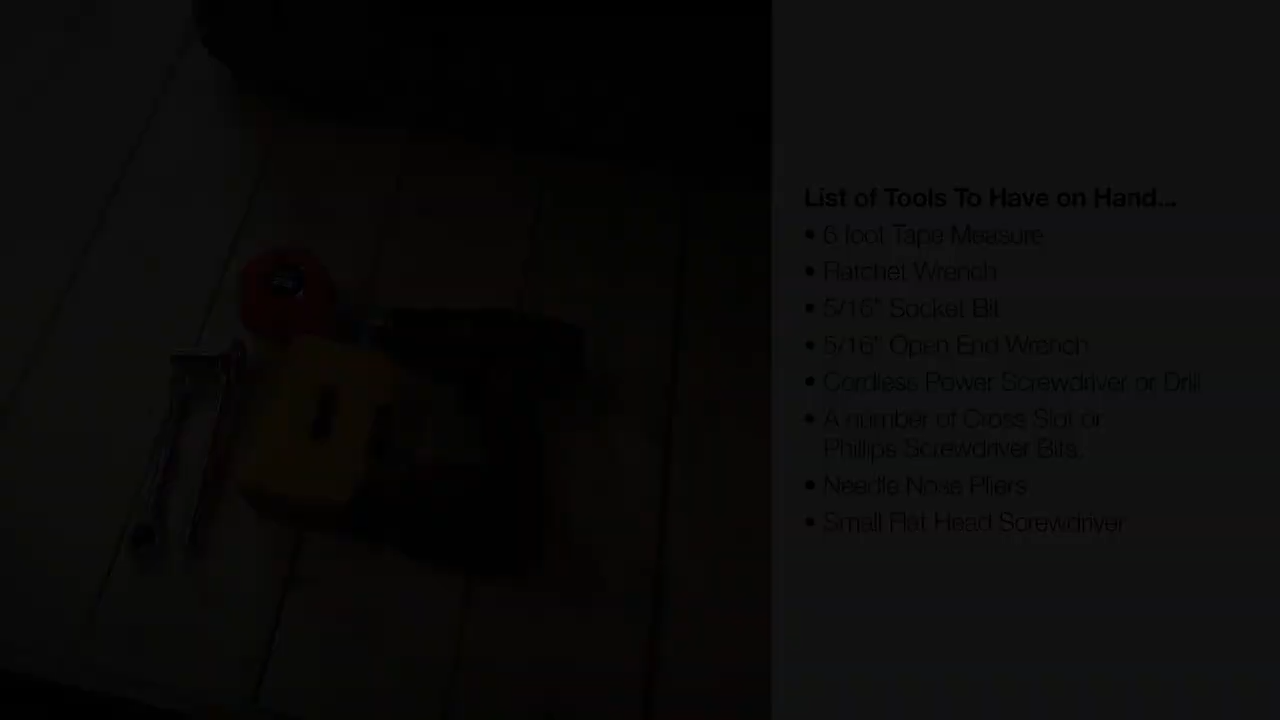 List of Tools To Have on Hand...
• 6 foot Tape Measure
• Ratchet Wrench
• 5/16" Socket Bit
• 5/16" Open End Wrench
• Cordless Power Screwdriver or Drill
• A number of Cross Slot or
Phillips Screwdriver Bits
• Needle Nose Pliers
• Small Flat Head Screwdriver